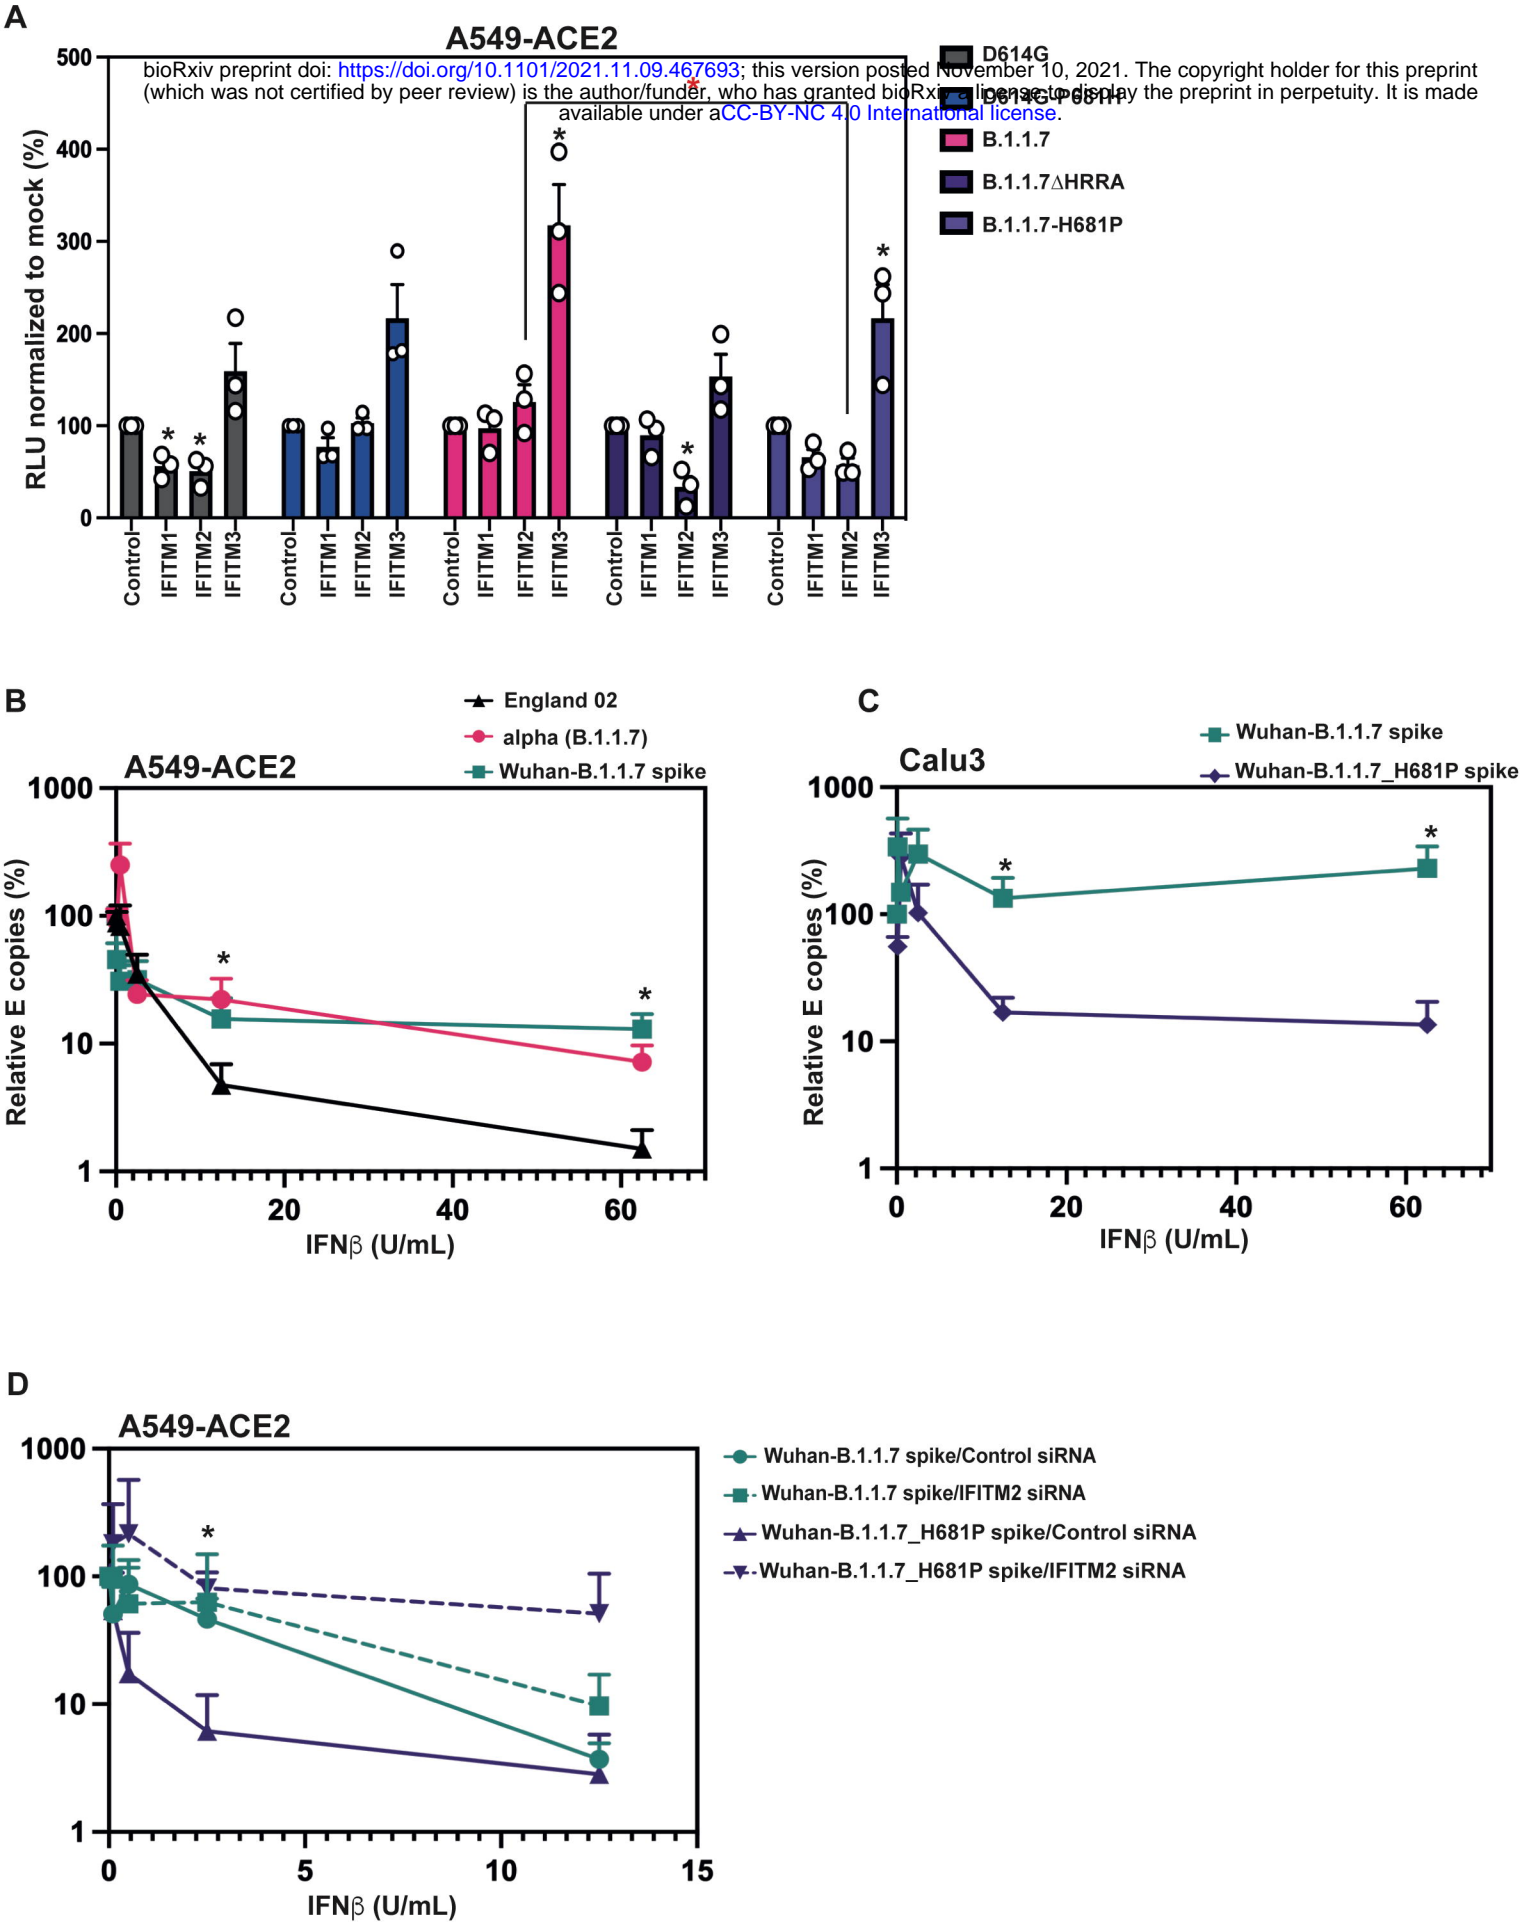 A
A549-ACE2
bioRxiv preprint doi: https://doi.org/10.1101/2021.11.09.467693; this version posted November 10, 2021. The copyright holder for this preprint
(which was not certified by peer review) is the author/funder, who has granted bioRxiv a license to display the preprint in perpetuity. It is made
available under aCC-BY-NC 4.0 International license.
D614G
D614G-P681H
B.1.1.7
B.1.1.7ΔHRRA
B.1.1.7-H681P
RLU normalized to mock (%)
500
400
300
200
100
0
*
*
*
*
*
*
Control
IFITM1
IFITM2
IFITM3
Control
IFITM1
IFITM2
IFITM3
Control
IFITM1
IFITM2
IFITM3
Control
IFITM1
IFITM2
IFITM3
Control
IFITM1
IFITM2
IFITM3
B
England 02
alpha (B.1.1.7)
Wuhan-B.1.1.7 spike
A549-ACE2
Relative E copies (%)
1000
100
10
1
*
*
0 20 40 60
IFNβ (U/mL)
C
Wuhan-B.1.1.7 spike
Wuhan-B.1.1.7_H681P spike
Calu3
Relative E copies (%)
1000
100
10
1
*
*
0 20 40 60
IFNβ (U/mL)
D
A549-ACE2
1000
100
10
1
*
0 5 10 15
IFNβ (U/mL)
Wuhan-B.1.1.7 spike/Control siRNA
Wuhan-B.1.1.7 spike/IFITM2 siRNA
Wuhan-B.1.1.7_H681P spike/Control siRNA
Wuhan-B.1.1.7_H681P spike/IFITM2 siRNA